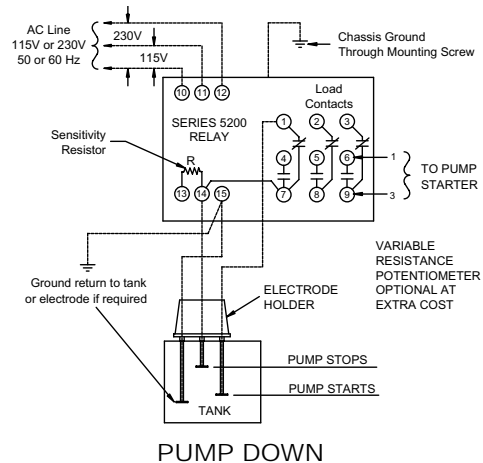 AC Line
115V or 230V
50 or 60 Hz
230V
115V
Chassis Ground
Through Mounting Screw
10 11 12
SERIES 5200
RELAY
Load
Contacts
1 2 3
Sensitivity
Resistor
R
4 5 6
1
TO PUMP
STARTER
13 14 15
7 8 9
3
VARIABLE
RESISTANCE
POTENTIOMETER
OPTIONAL AT
EXTRA COST
Ground return to tank
or electrode if required
ELECTRODE
HOLDER
PUMP STOPS
PUMP STARTS
TANK
PUMP DOWN